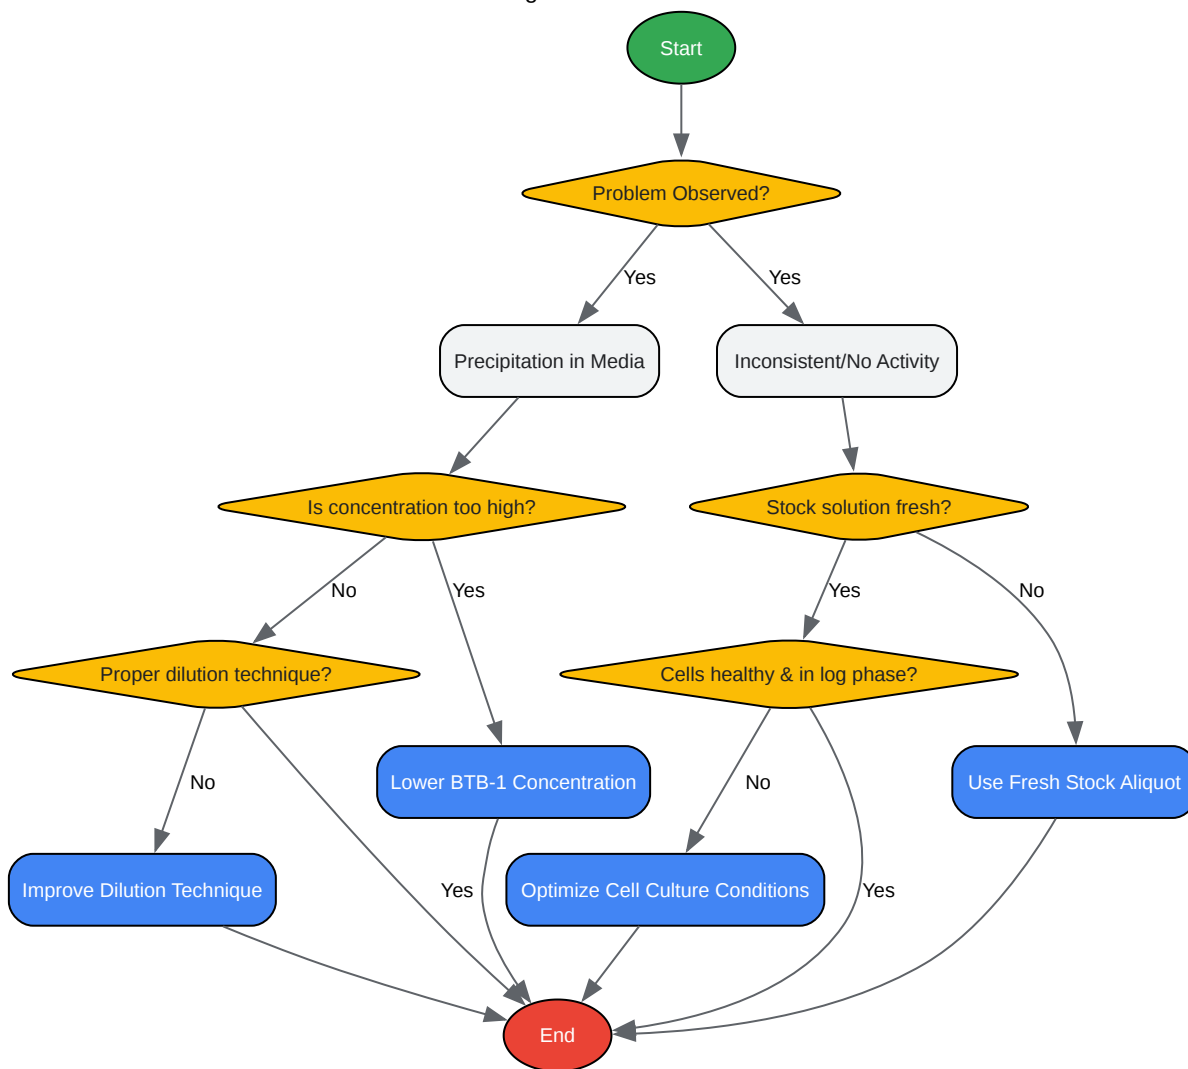 Start
Problem Observed?
Yes
Yes
Precipitation in Media
Inconsistent/No Activity
Is concentration too high?
Stock solution fresh?
No
Yes
Yes
No
Proper dilution technique?
Cells healthy & in log phase?
No
Lower BTB-1 Concentration
No
Use Fresh Stock Aliquot
Improve Dilution Technique
Yes
Optimize Cell Culture Conditions
Yes
End